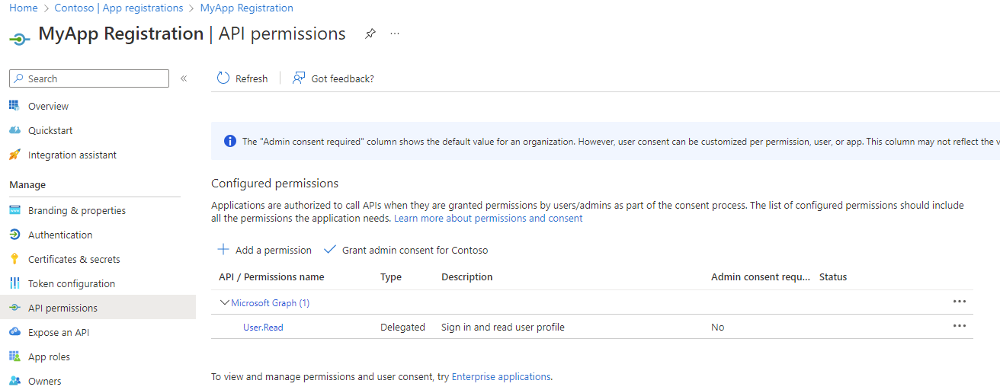 Home > Contoso | App registrations > MyApp Registration
MyApp Registration | API permissions
Search
Refresh
Got feedback?
Overview
Quickstart
Integration assistant
Manage
Branding & properties
Authentication
Certificates & secrets
Token configuration
API permissions
Expose an API
App roles
Owners
The "Admin consent required" column shows the default value for an organization. However, user consent can be customized per permission, user, or app. This column may not reflect the v
Configured permissions
Applications are authorized to call APIs when they are granted permissions by users/admins as part of the consent process. The list of configured permissions should include
all the permissions the application needs. Learn more about permissions and consent
Add a permission Grant admin consent for Contoso
API / Permissions name Type Description Admin consent requ... Status
Microsoft Graph (1)
User.Read Delegated Sign in and read user profile No
To view and manage permissions and user consent, try Enterprise applications.